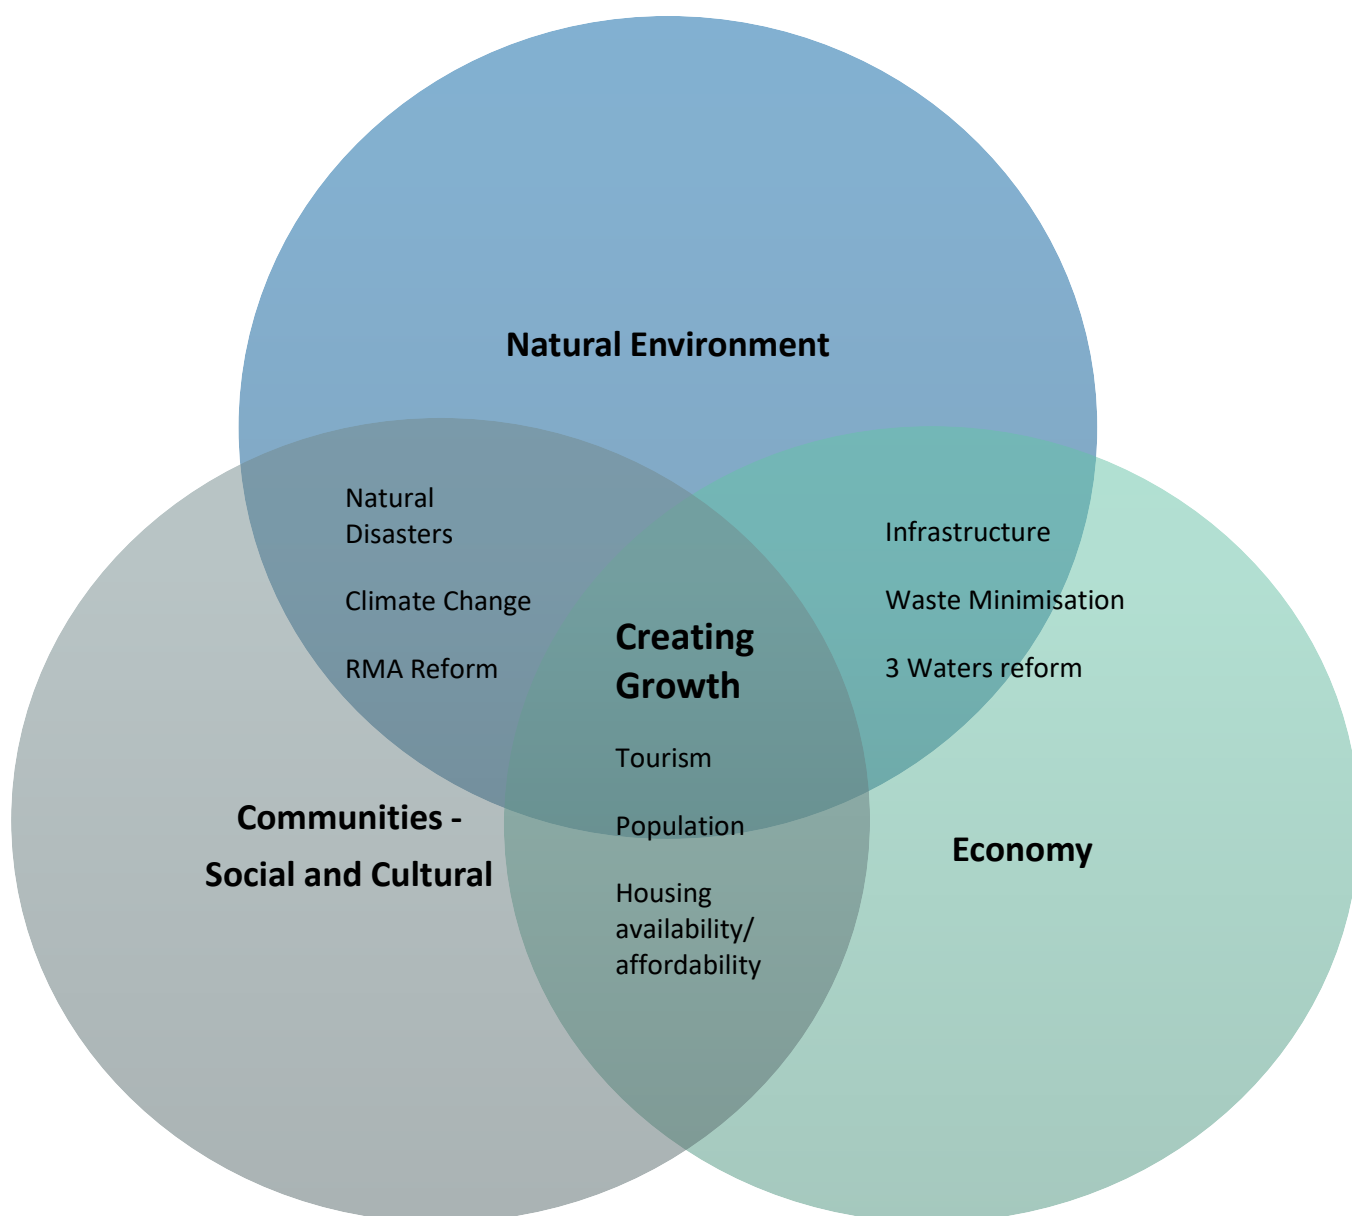 Natural Environment
Natural
Disasters
Climate Change
RMA Reform
Infrastructure
Waste Minimisation
3 Waters reform
Creating
Growth
Tourism
Population
Housing
availability/
affordability
Communities -
Social and Cultural
Economy